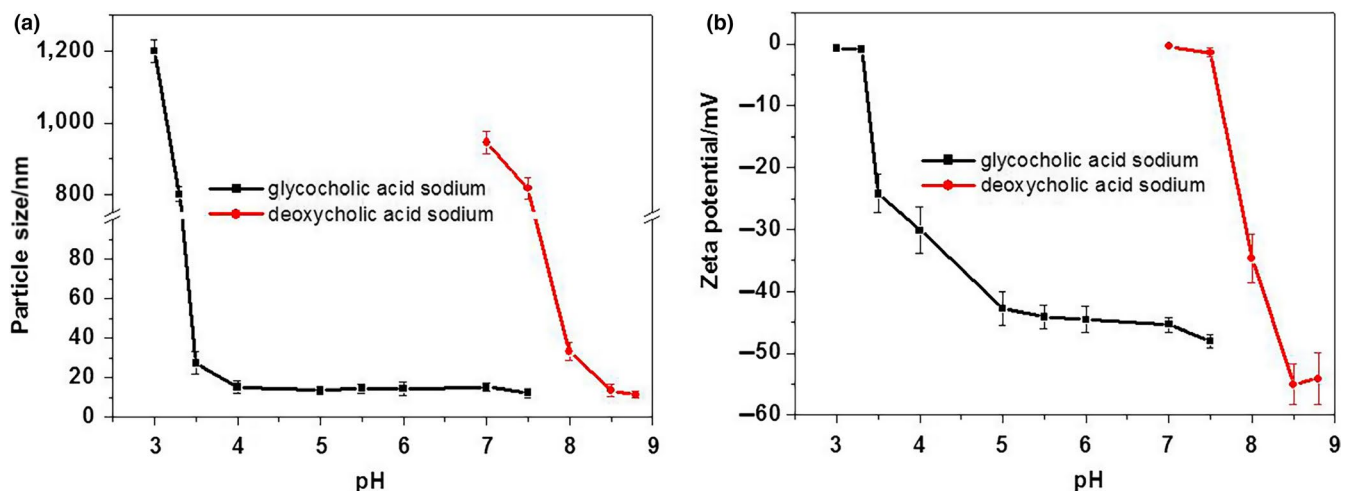 (a)
Particle size/nm
1,200
1,000
800
80
60
40
20
0
glycocholic acid sodium
deoxycholic acid sodium
3 4 5 6 7 8 9
pH
(b)
Zeta potential/mV
0
–10
–20
–30
–40
–50
–60
glycocholic acid sodium
deoxycholic acid sodium
3 4 5 6 7 8 9
pH